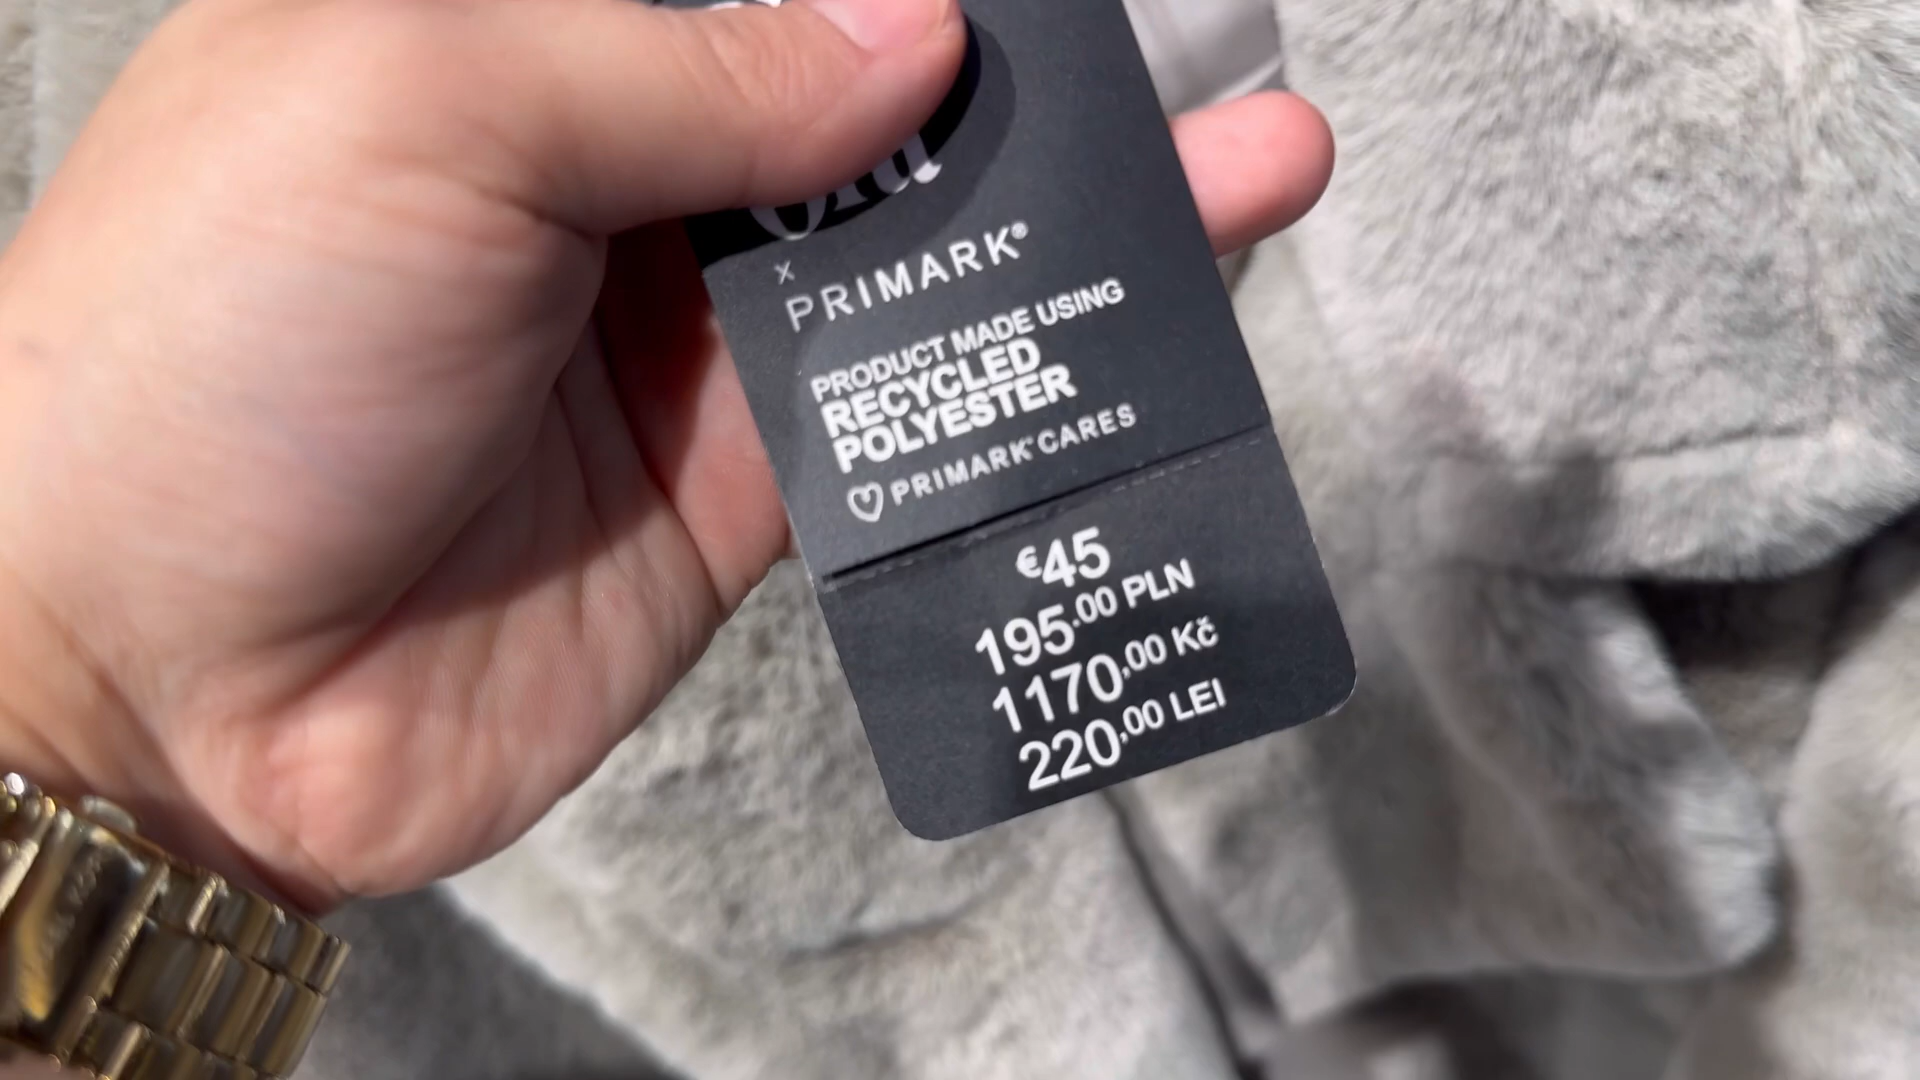 x
PRIMARK®
PRODUCT MADE USING
RECYCLED
POLYESTER
PRIMARK® CARES
€45
195.00 PLN
1170,00 Kč
220,00 LEI